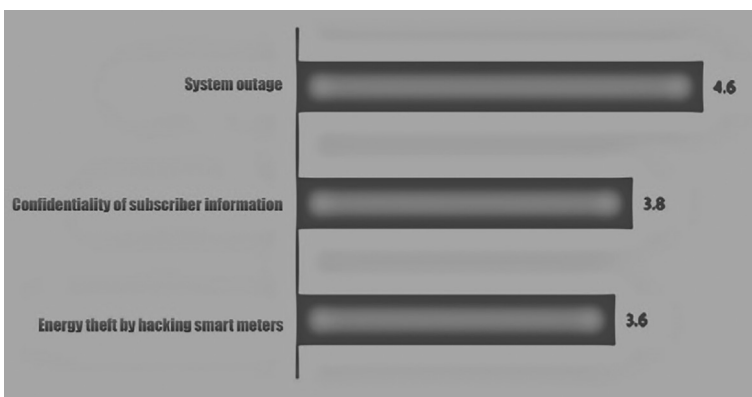 System outage
4.6
Confidentiality of subscriber information
3.8
Energy theft by hacking smart meters
3.6